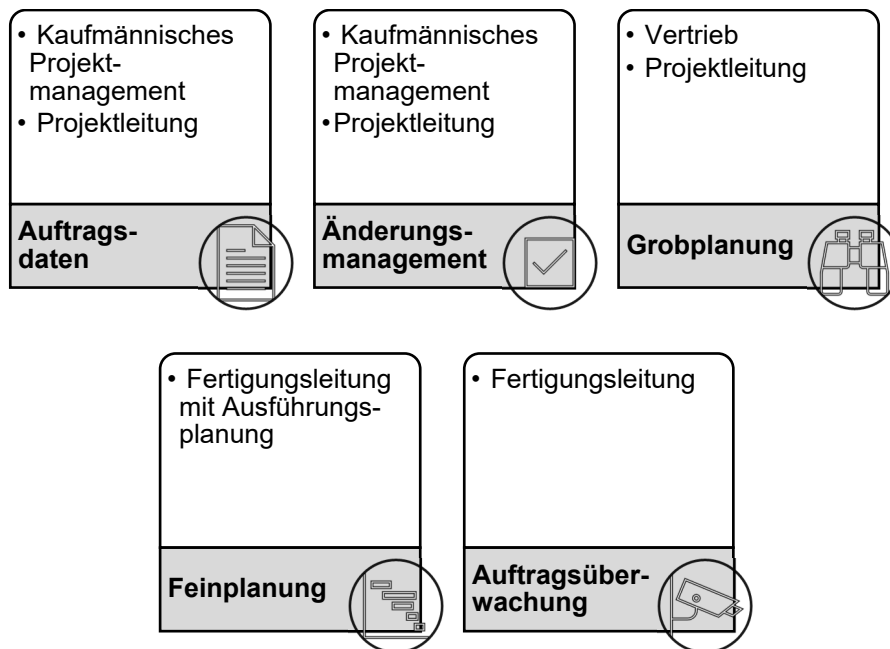 • Kaufmännisches
Projekt-
management
• Projektleitung
Auftrags-
daten
• Kaufmännisches
Projekt-
management
•Projektleitung
Änderungs-
management
• Vertrieb
• Projektleitung
Grobplanung
• Fertigungsleitung
mit Ausführungs-
planung
Feinplanung
• Fertigungsleitung
Auftragsüber-
wachung